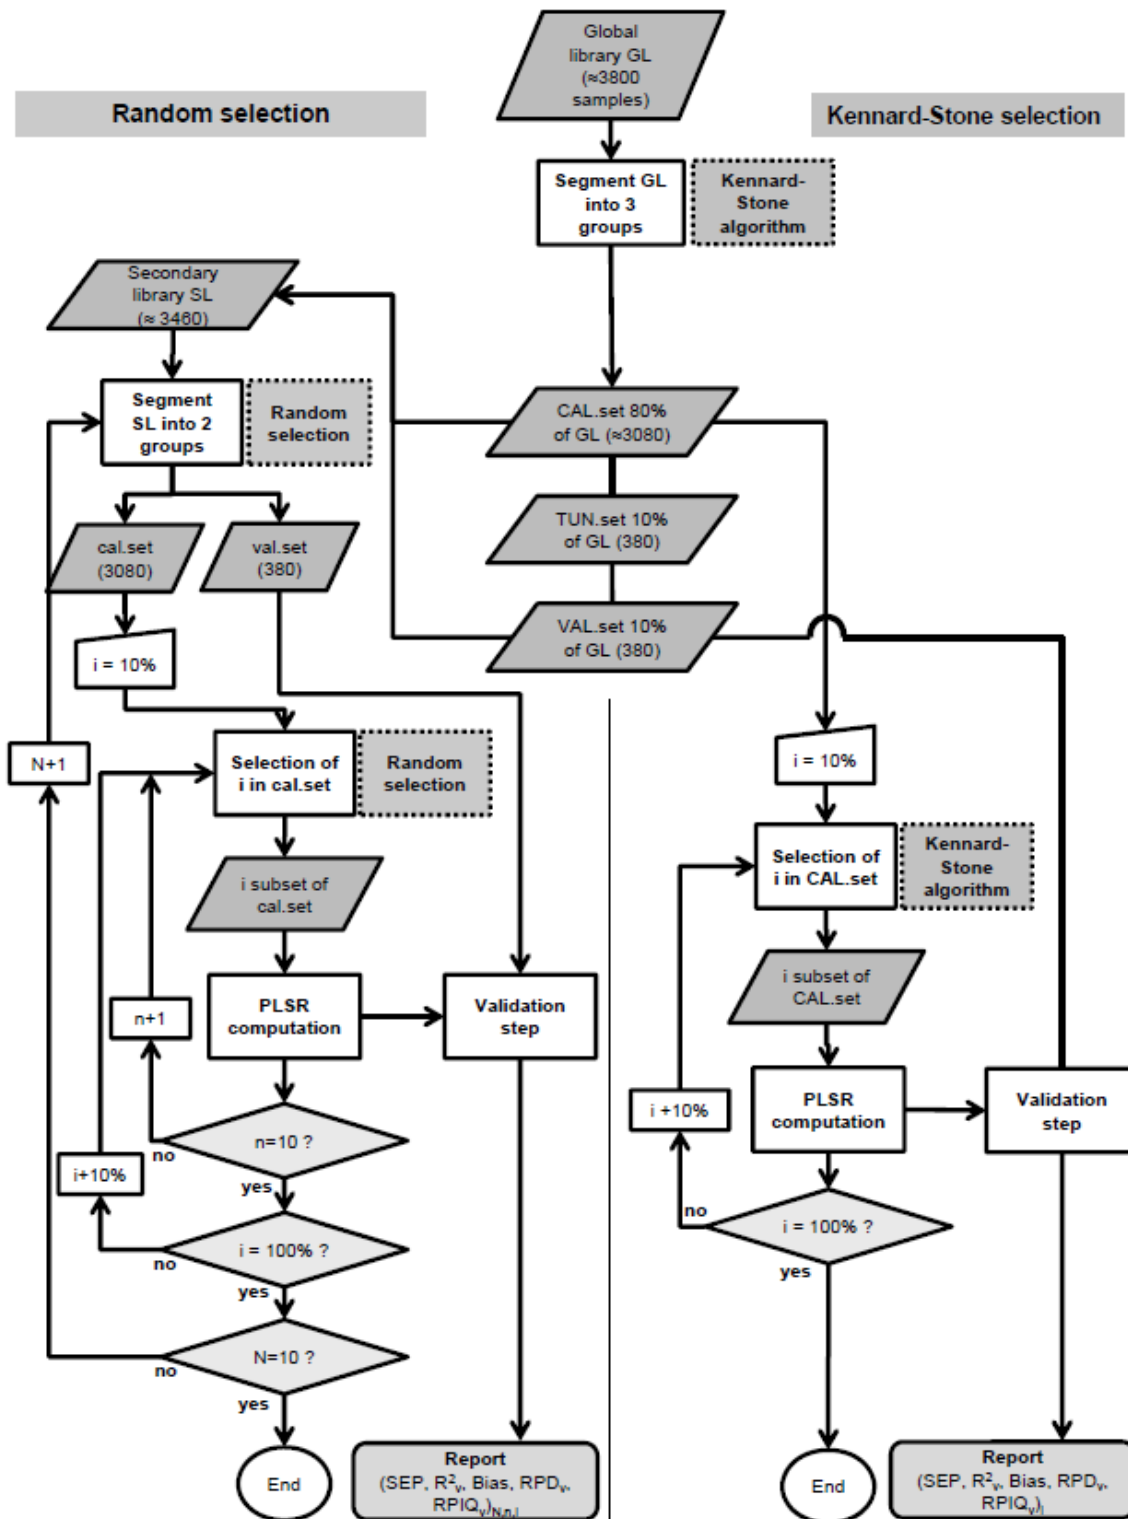 Global
library GL
(≈3800
samples)
Random selection
Kennard-Stone selection
Segment GL
into 3
groups
Kennard-
Stone
algorithm
Secondary
library SL
(≈ 3460)
Segment
SL into 2
groups
Random
selection
CAL.set 80%
of GL (≈3080)
TUN.set 10%
of GL (380)
VAL.set 10%
of GL (380)
cal.set
(3080)
val.set
(380)
i = 10%
N+1
Selection of
i in cal.set
Random
selection
i subset of
cal.set
n+1
PLSR
computation
Validation
step
n=10 ?
no
yes
i+10%
i = 100% ?
no
yes
N=10 ?
no
yes
End
Report
(SEP, R²ᵥ, Bias, RPDᵥ,
RPIQᵥ)N,n,i
i = 10%
Selection of
i in CAL.set
Kennard-
Stone
algorithm
i subset of
CAL.set
i +10%
PLSR
computation
Validation
step
i = 100% ?
no
yes
End
Report
(SEP, R²ᵥ, Bias, RPDᵥ,
RPIQᵥ)i